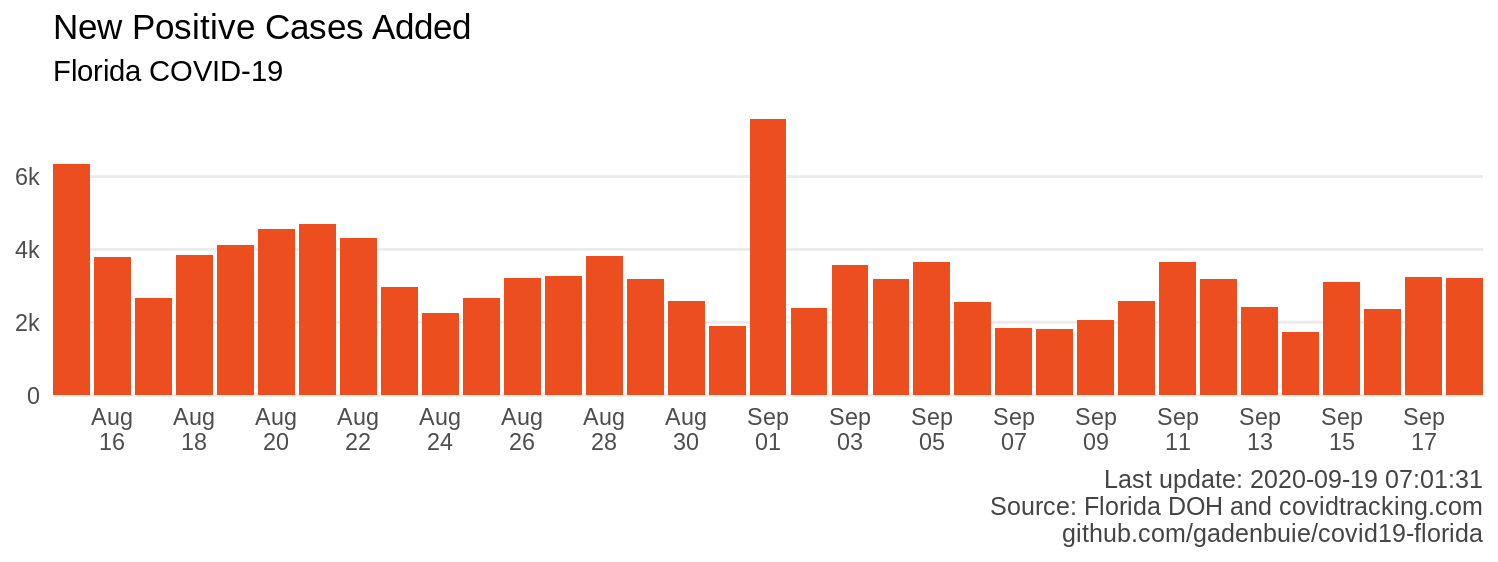 New Positive Cases Added
Florida COVID-19
6k
4k
2k
0
Aug Aug Aug Aug Aug Aug Aug Aug Sep Sep Sep Sep Sep Sep Sep Sep Sep
16 18 20 22 24 26 28 30 01 03 05 07 09 11 13 15 17
Last update: 2020-09-19 07:01:31
Source: Florida DOH and covidtracking.com
github.com/gadenbuie/covid19-florida